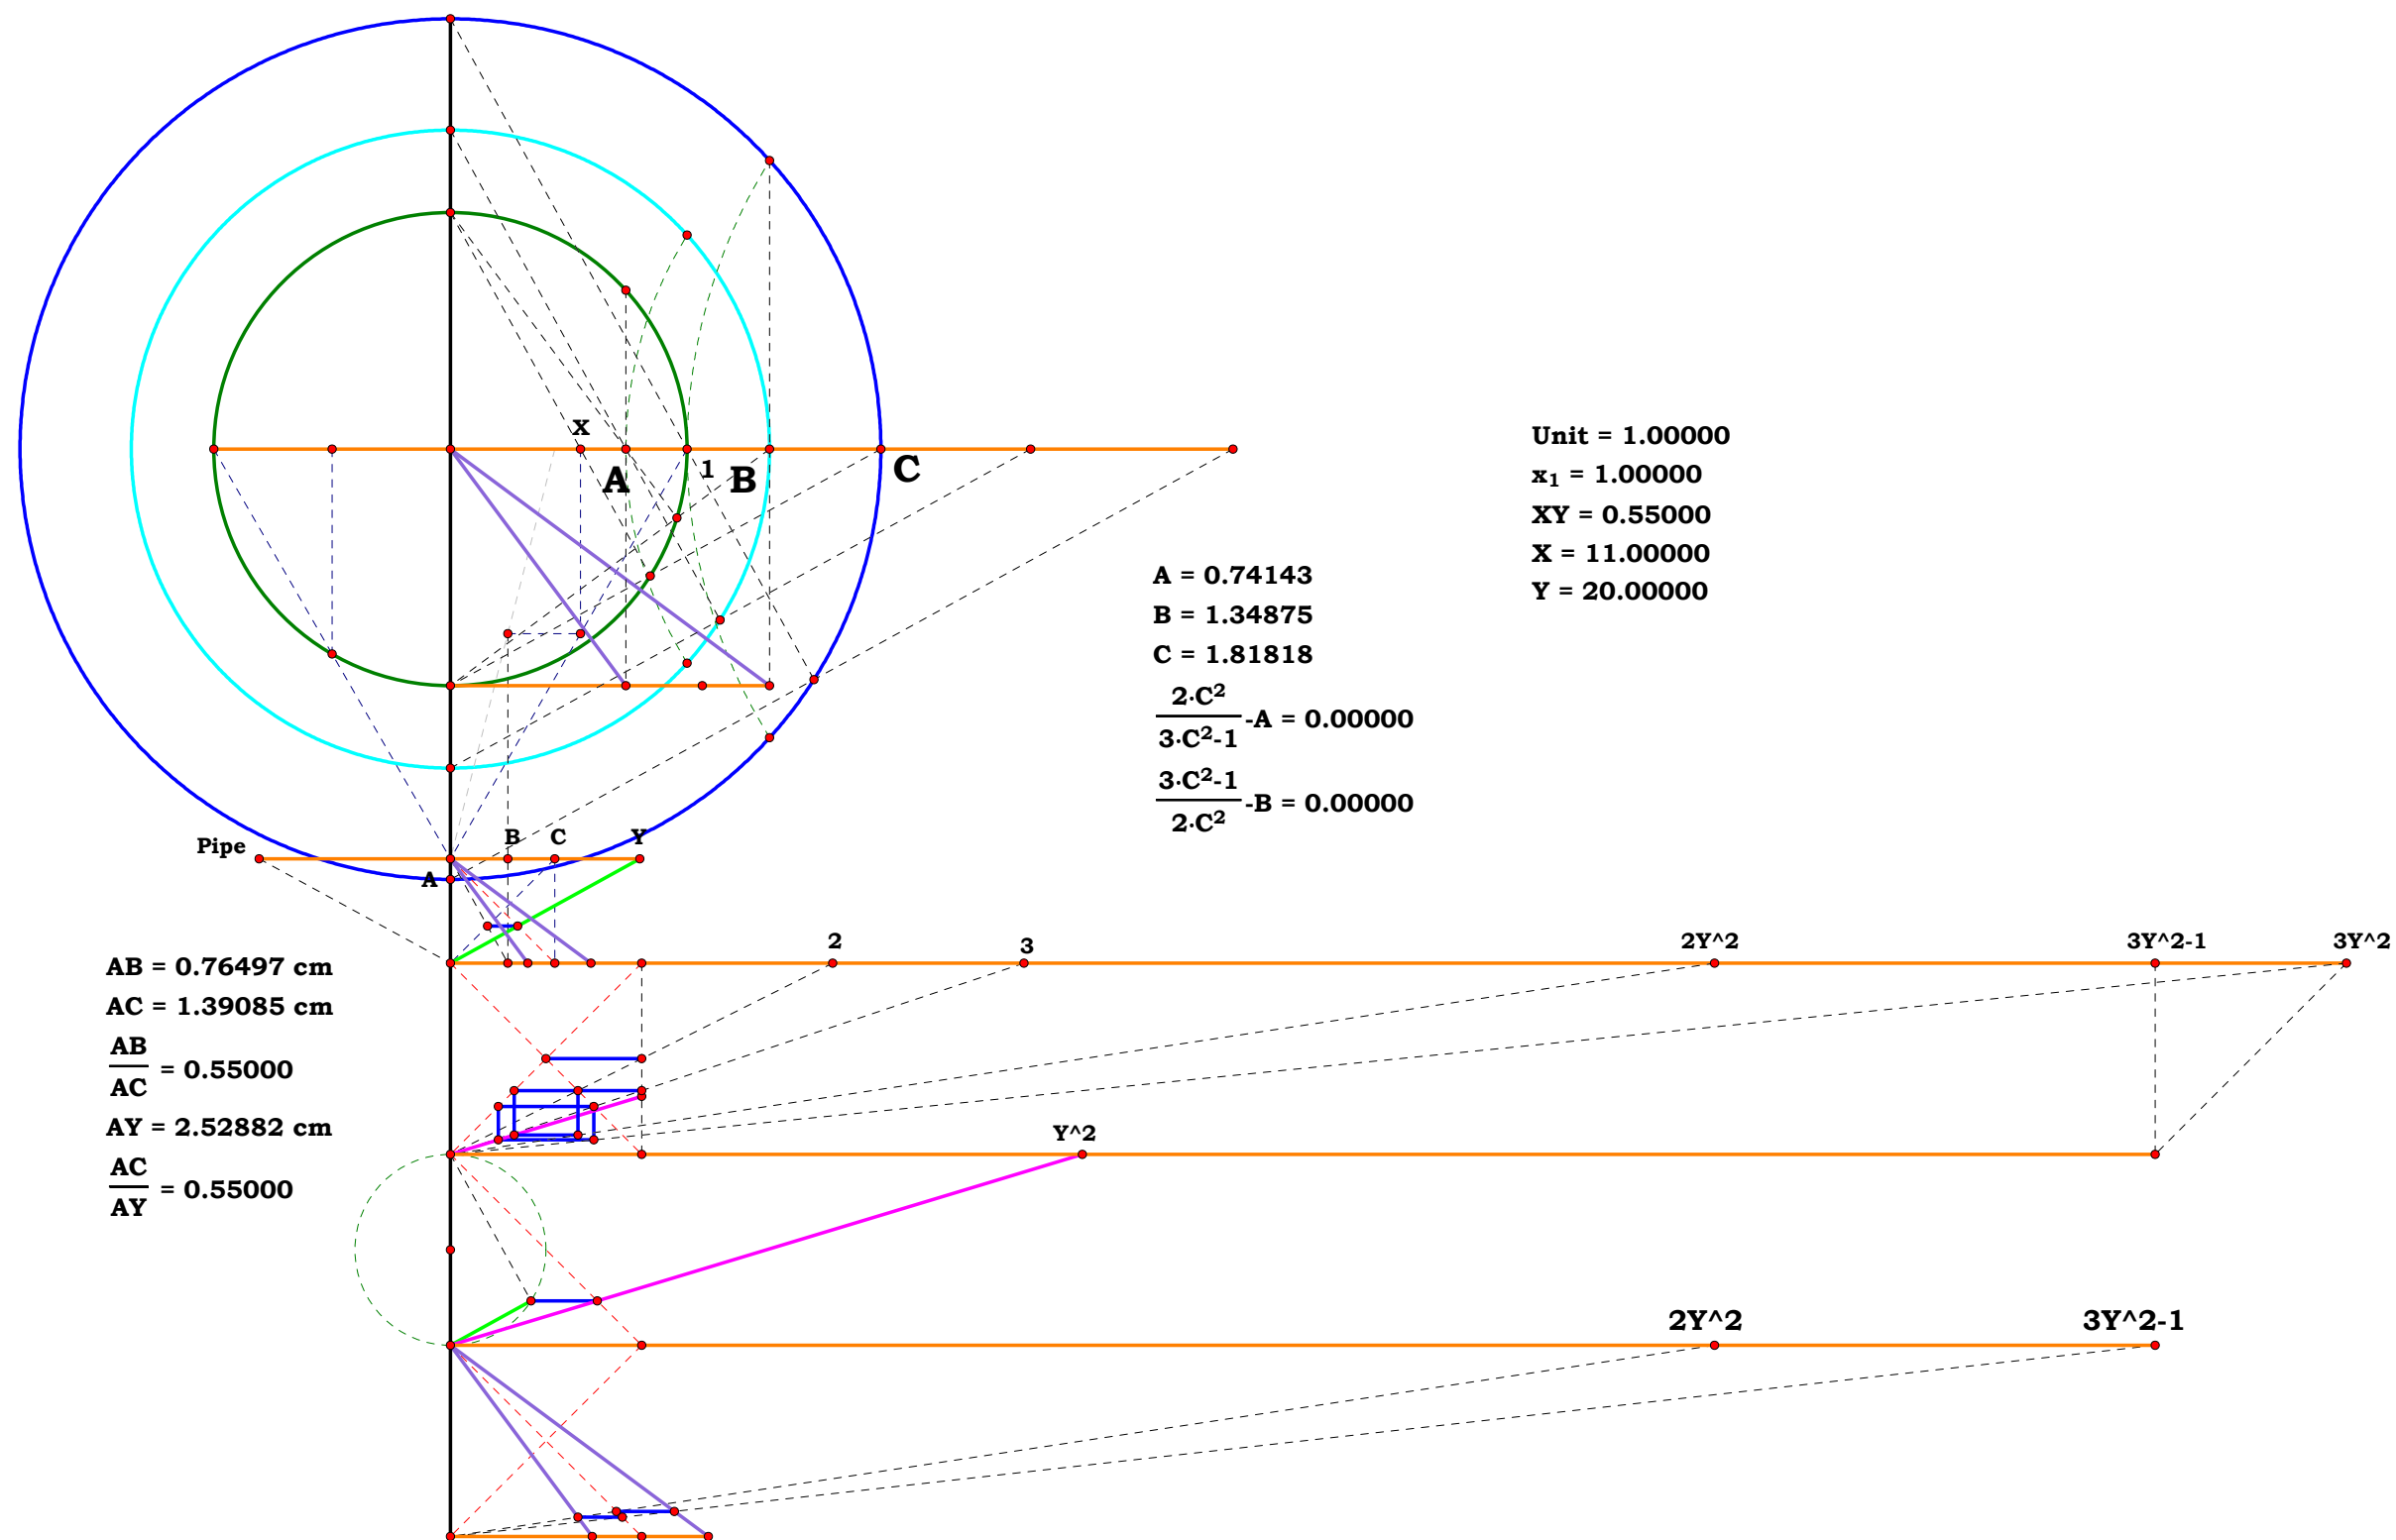 X
A
1
B
C
Unit = 1.00000
x₁ = 1.00000
XY = 0.55000
X = 11.00000
Y = 20.00000
A = 0.74143
B = 1.34875
C = 1.81818
2·C²
3·C²-1
-A = 0.00000
3·C²-1
2·C²
-B = 0.00000
Pipe
B
C
Y
A
2
3
2Y^2
3Y^2-1
3Y^2
AB = 0.76497 cm
AC = 1.39085 cm
AB
AC
= 0.55000
AY = 2.52882 cm
AC
AY
= 0.55000
Y^2
2Y^2
3Y^2-1